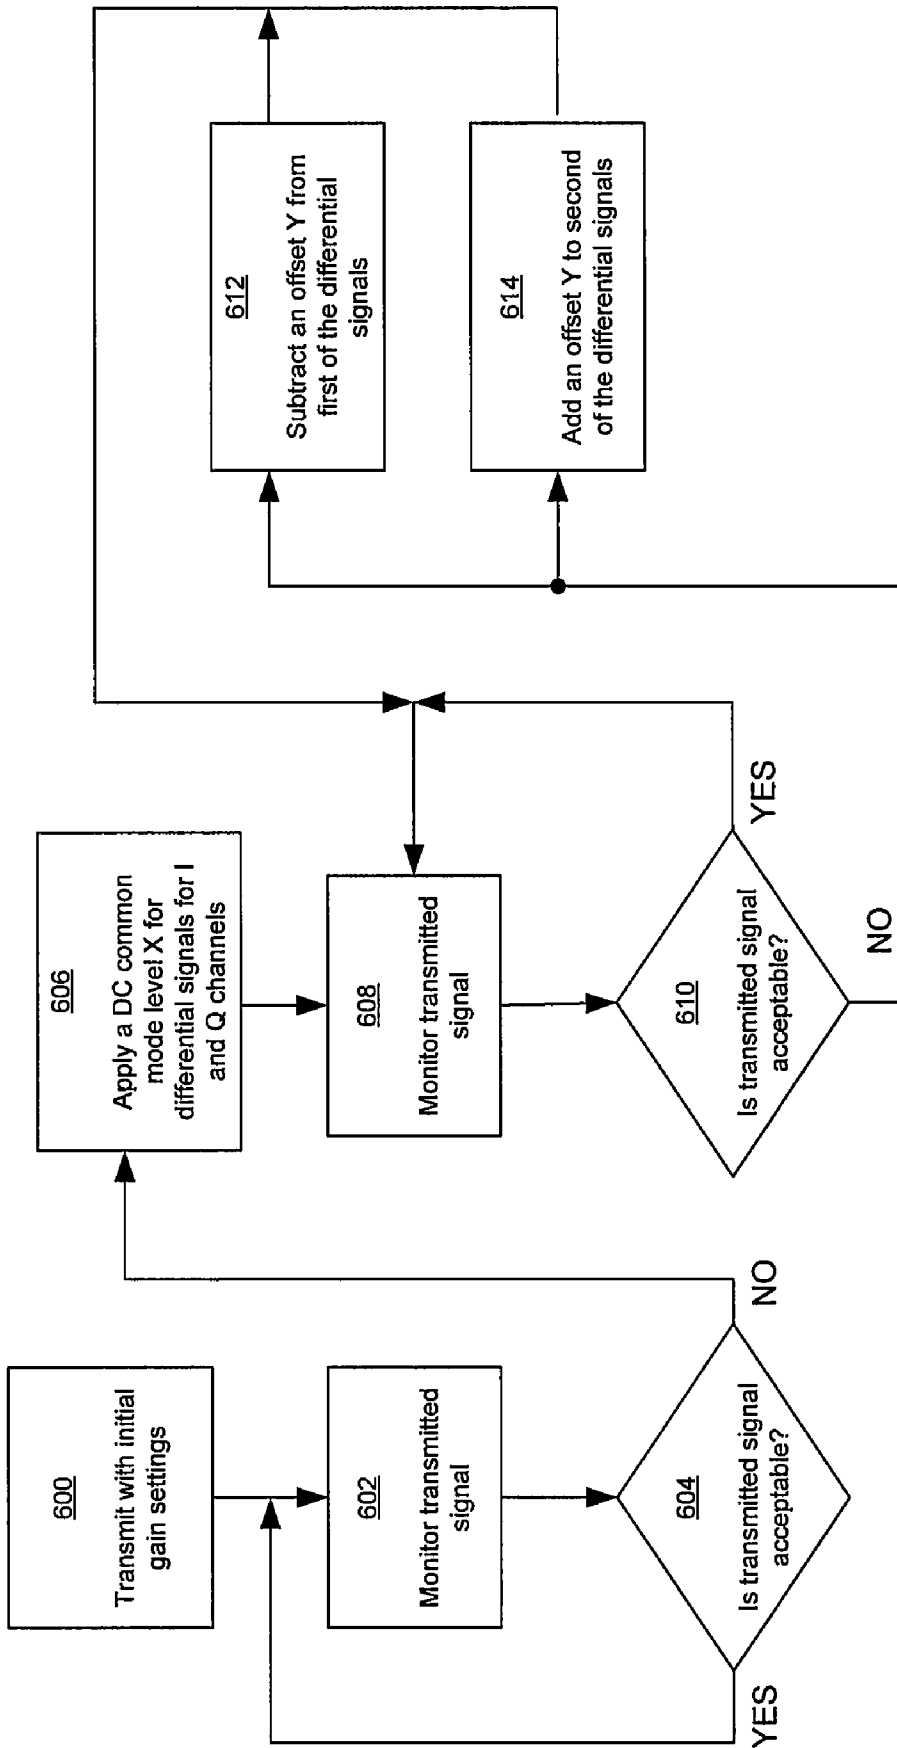 600
Transmit with initial
gain settings
602
Monitor transmitted
signal
604
Is transmitted signal
acceptable?
YES
NO
606
Apply a DC common
mode level X for
differential signals for I
and Q channels
608
Monitor transmitted
signal
610
Is transmitted signal
acceptable?
YES
NO
612
Subtract an offset Y from
first of the differential
signals
614
Add an offset Y to second
of the differential signals